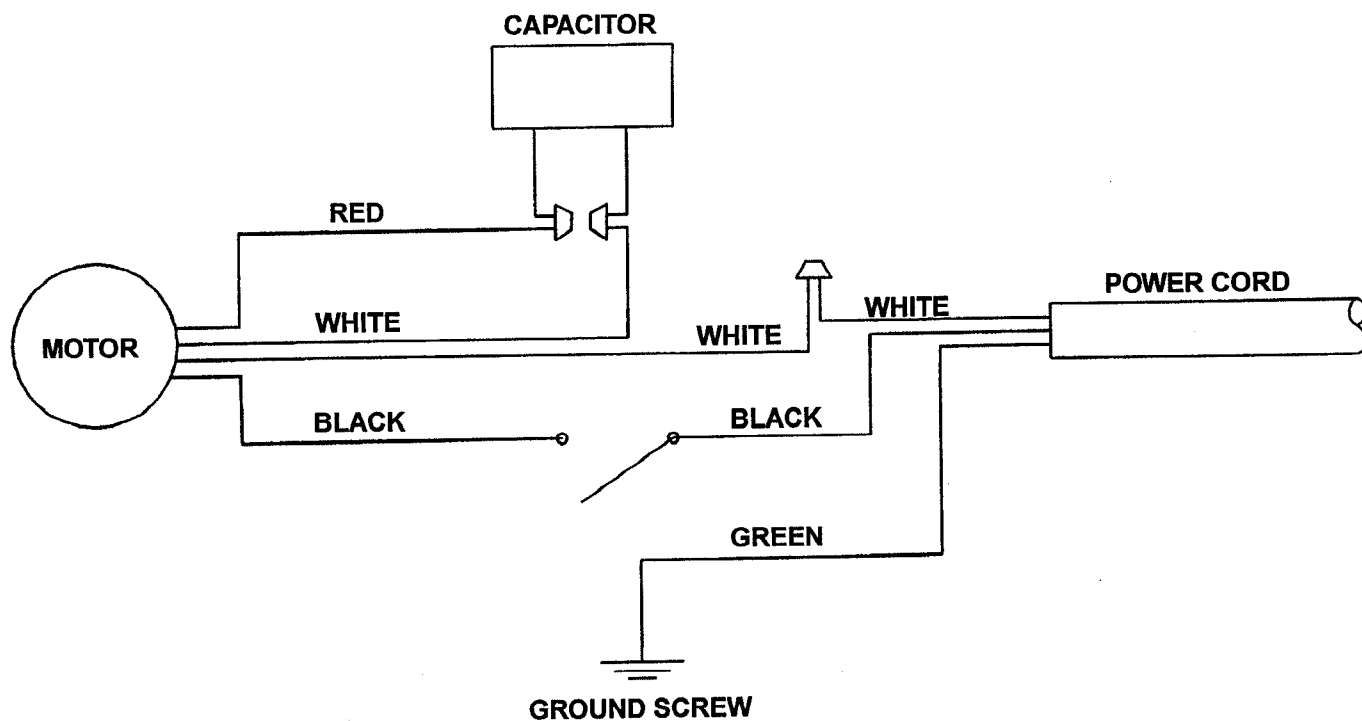 CAPACITOR
RED
POWER CORD
WHITE
WHITE
WHITE
MOTOR
BLACK
BLACK
GREEN
GROUND SCREW